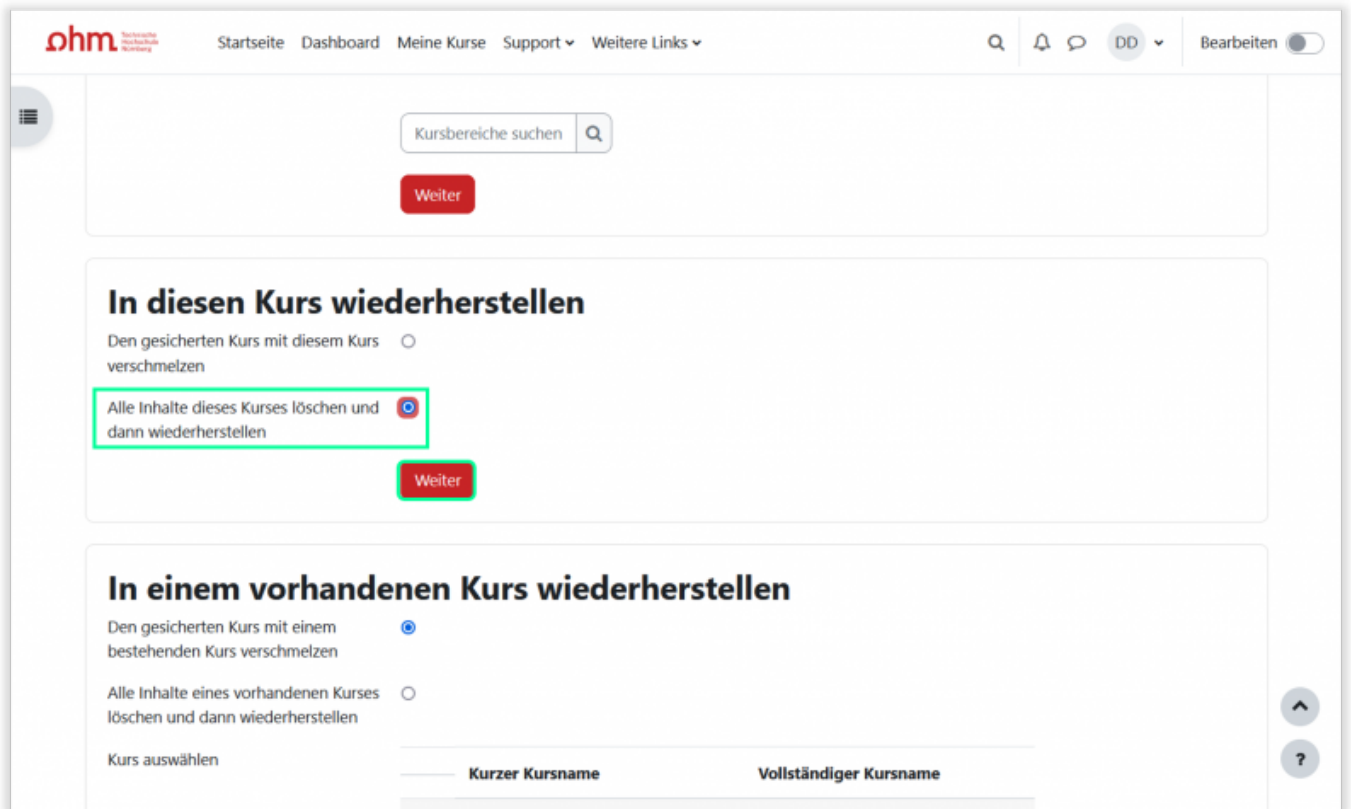 ohm Technische Hochschule Nürnberg
Startseite Dashboard Meine Kurse Support Weitere Links DD Bearbeiten
Kursbereiche suchen
Weiter
In diesen Kurs wiederherstellen
Den gesicherten Kurs mit diesem Kurs
verschmelzen
Alle Inhalte dieses Kurses löschen und
dann wiederherstellen
Weiter
In einem vorhandenen Kurs wiederherstellen
Den gesicherten Kurs mit einem
bestehenden Kurs verschmelzen
Alle Inhalte eines vorhandenen Kurses
löschen und dann wiederherstellen
?
Kurs auswählen
Kurzer Kursname Vollständiger Kursname